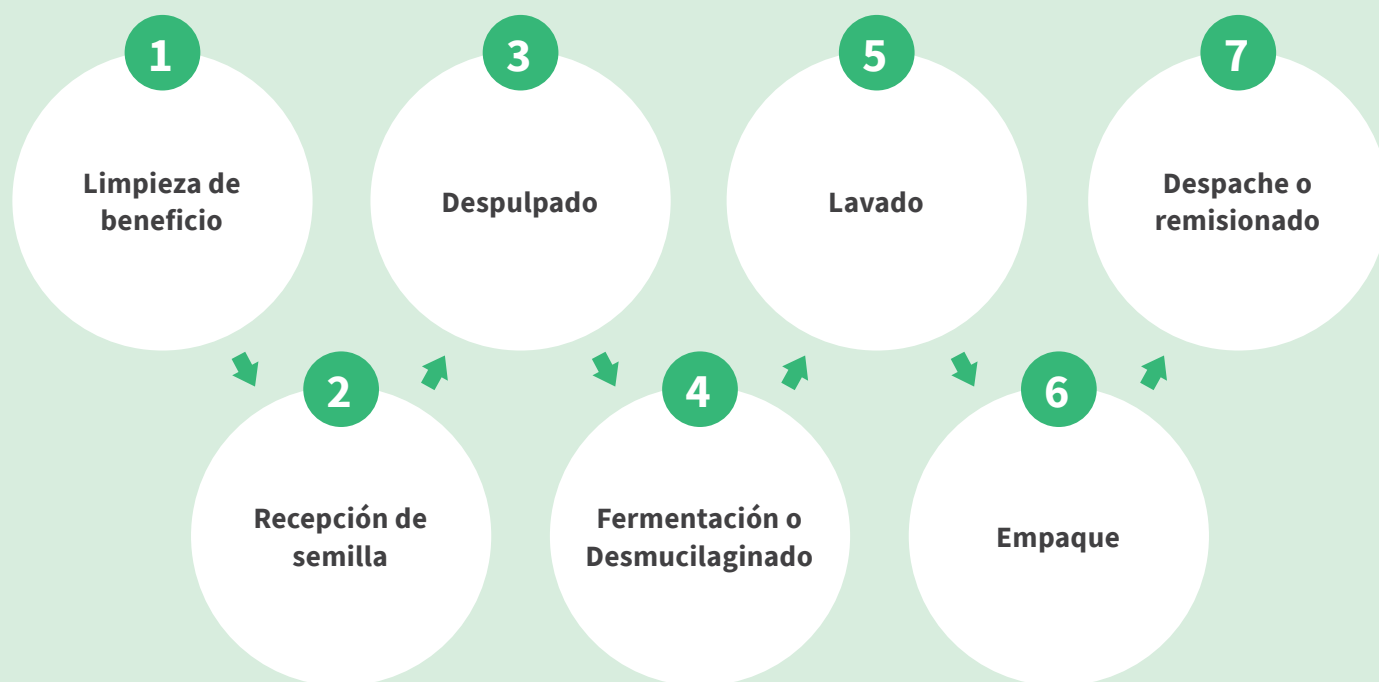 1
Limpieza de
beneficio
2
Recepción de
semilla
3
Despulpado
4
Fermentación o
Desmucilaginado
5
Lavado
6
Empaque
7
Despache o
remisionado